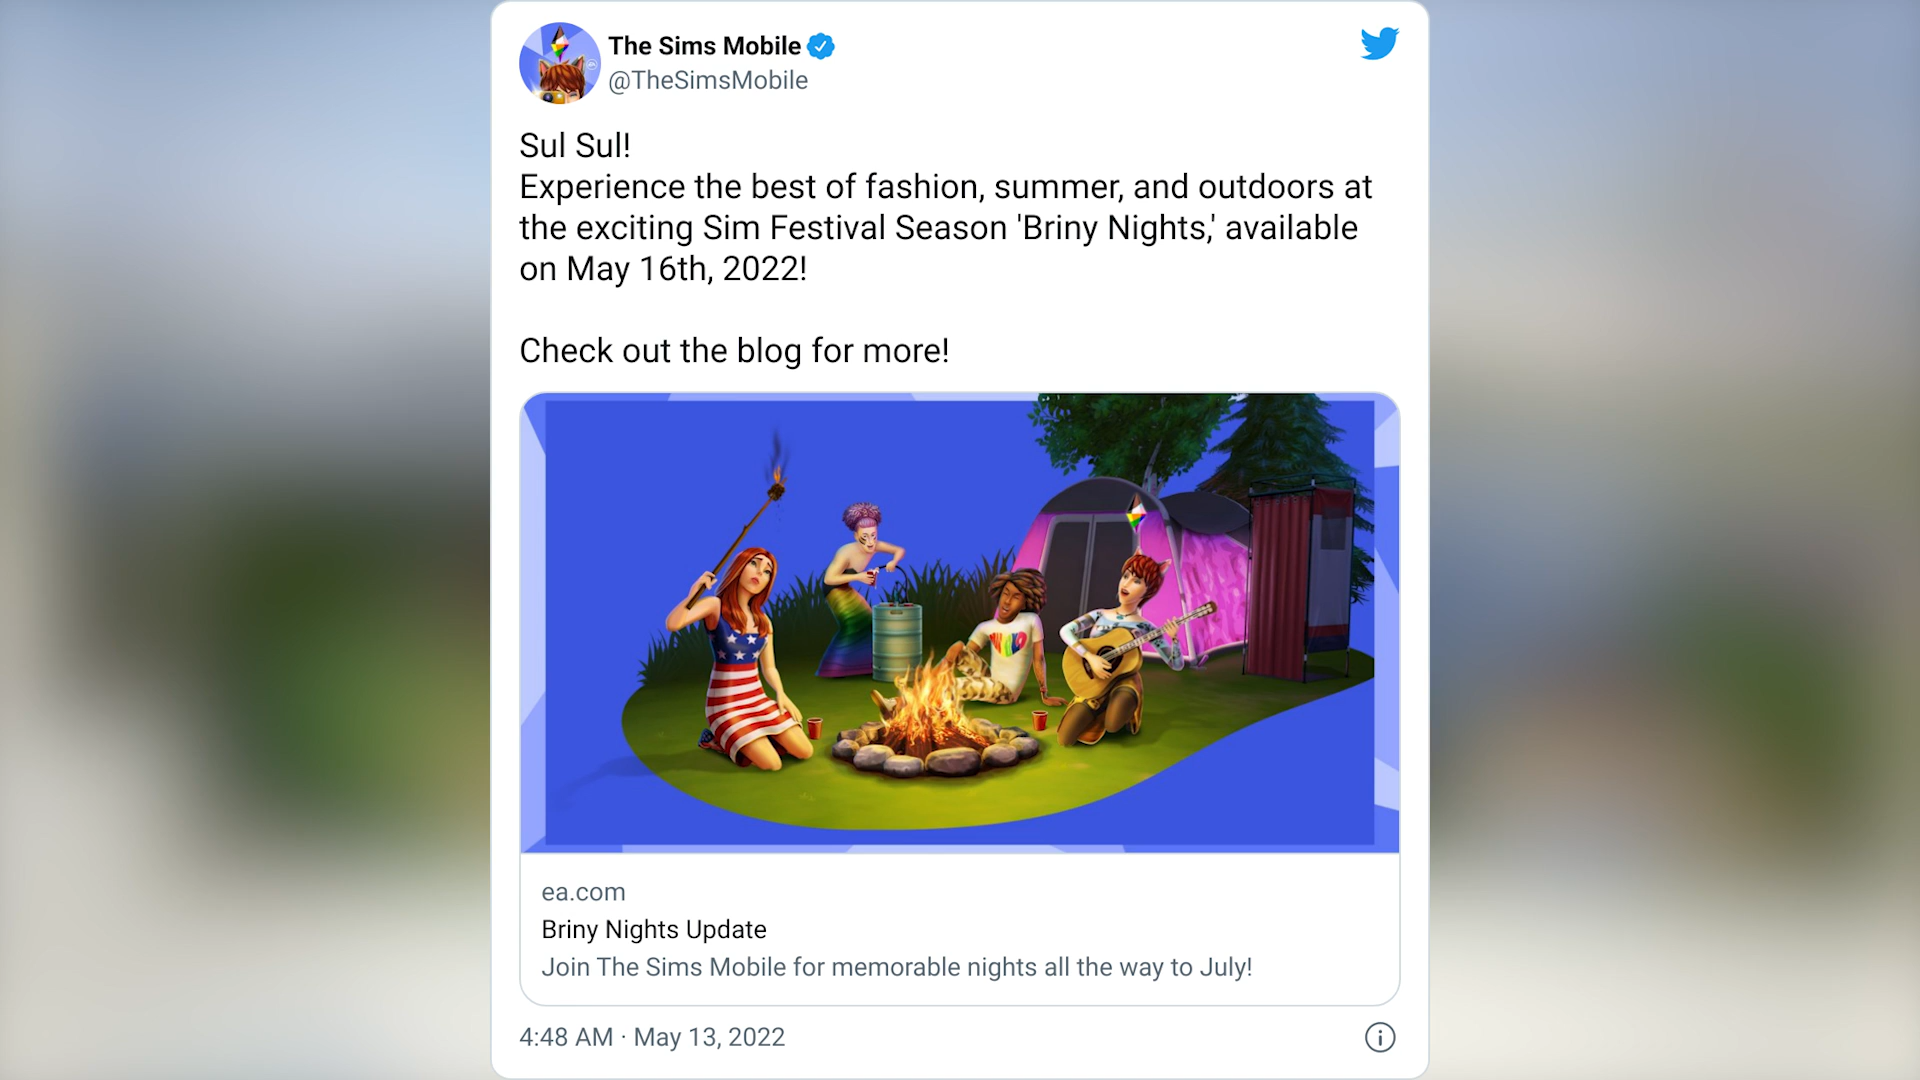 The Sims Mobile
@TheSimsMobile
Sul Sul!
Experience the best of fashion, summer, and outdoors at
the exciting Sim Festival Season 'Briny Nights,' available
on May 16th, 2022!
Check out the blog for more!
ea.com
Briny Nights Update
Join The Sims Mobile for memorable nights all the way to July!
4:48 AM · May 13, 2022